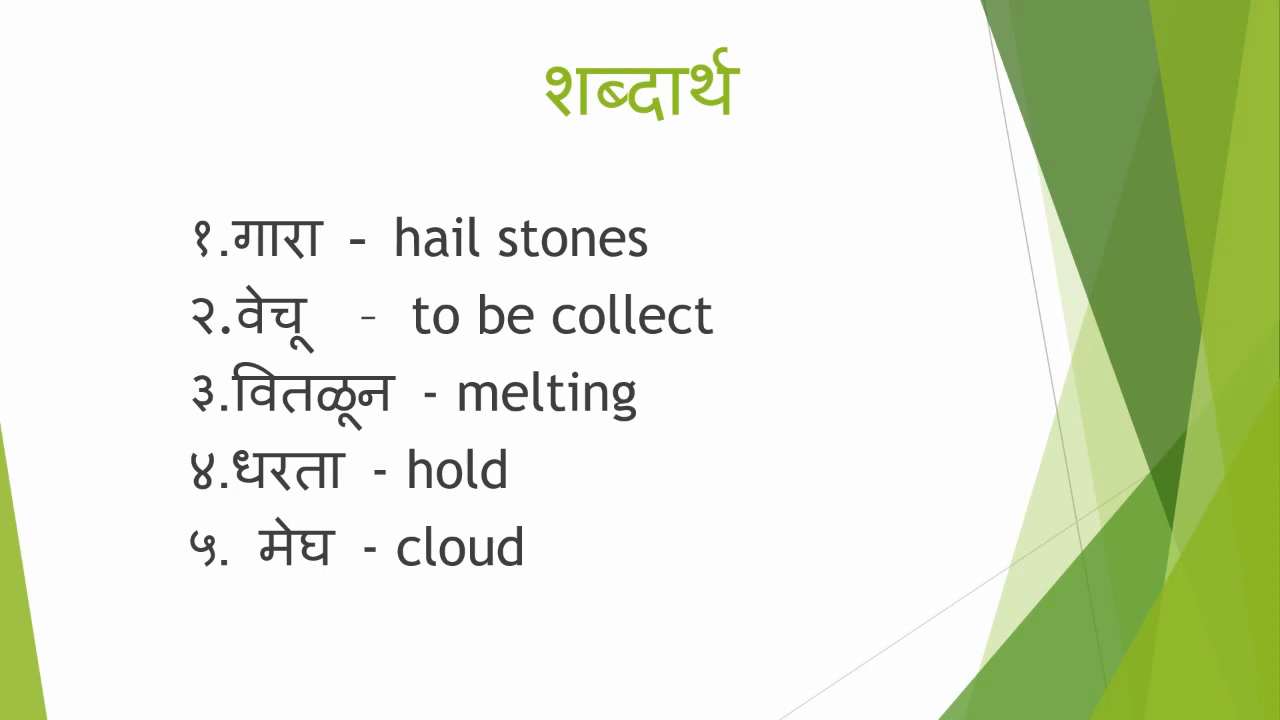 शब्दार्थ
१.गारा - hail stones
२.वेचू - to be collect
३.वितळून - melting
४.धरता - hold
५. मेघ - cloud